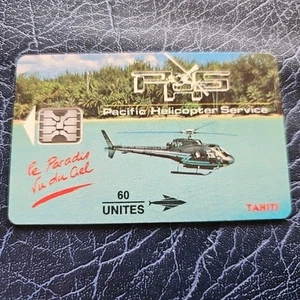 PHS
Pacific Helicopter Service
le Paradis
Vu du Ciel
60
UNITES
TAHITI